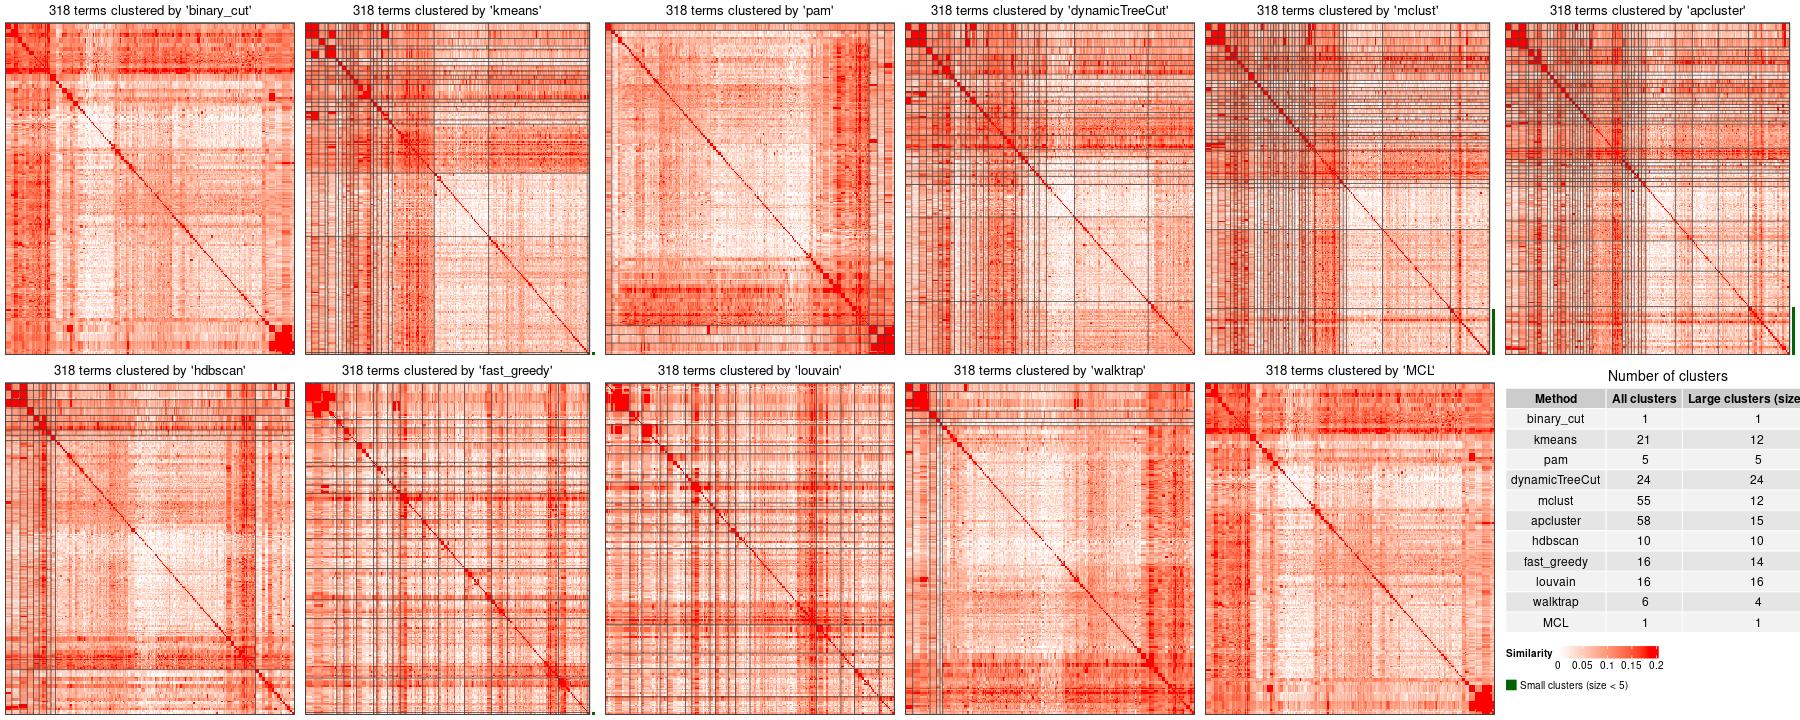 318 terms clustered by 'binary_cut'
318 terms clustered by 'kmeans'
318 terms clustered by 'pam'
318 terms clustered by 'dynamicTreeCut'
318 terms clustered by 'mclust'
318 terms clustered by 'apcluster'
318 terms clustered by 'hdbscan'
318 terms clustered by 'fast_greedy'
318 terms clustered by 'louvain'
318 terms clustered by 'walktrap'
318 terms clustered by 'MCL'
Number of clusters
Method All clusters Large clusters (size
binary_cut 1 1
kmeans 21 12
pam 5 5
dynamicTreeCut 24 24
mclust 55 12
apcluster 58 15
hdbscan 10 10
fast_greedy 16 14
louvain 16 16
walktrap 6 4
MCL 1 1
Similarity
0 0.05 0.1 0.15 0.2
Small clusters (size < 5)